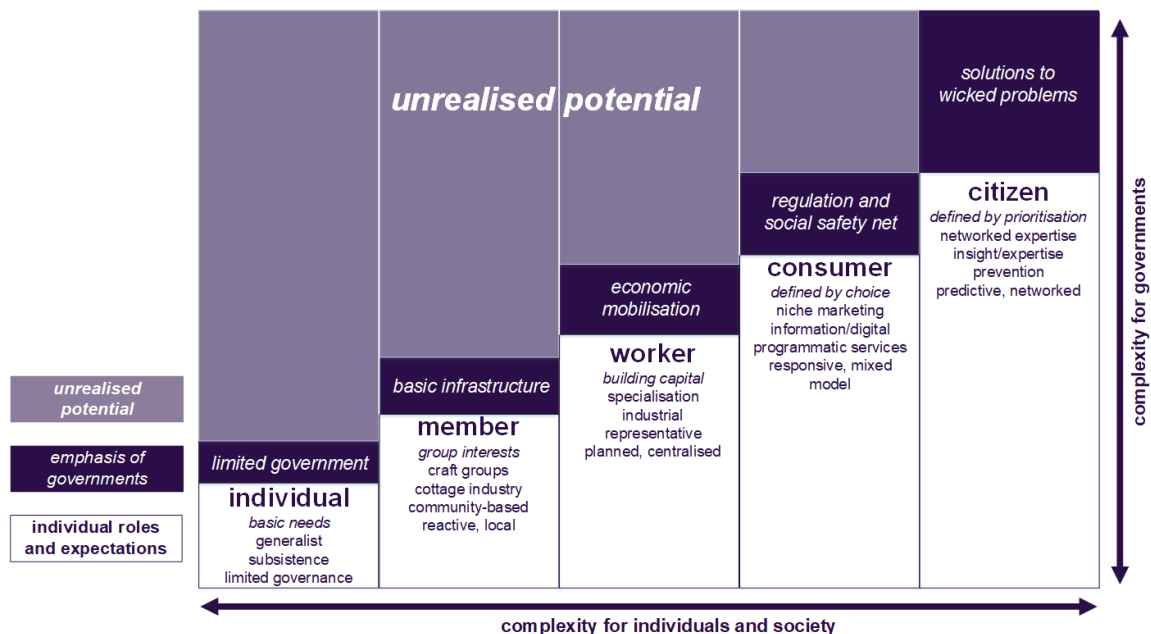 unrealised potential
solutions to
wicked problems
regulation and
social safety net
citizen
defined by prioritisation
networked expertise
insight/expertise
prevention
predictive, networked
economic
mobilisation
consumer
defined by choice
niche marketing
information/digital
programmatic services
responsive, mixed
model
basic infrastructure
worker
building capital
specialisation
industrial
representative
planned, centralised
limited government
member
group interests
craft groups
cottage industry
community-based
reactive, local
individual
basic needs
generalist
subsistence
limited governance
unrealised
potential
emphasis of
governments
individual roles
and expectations
complexity for governments
complexity for individuals and society